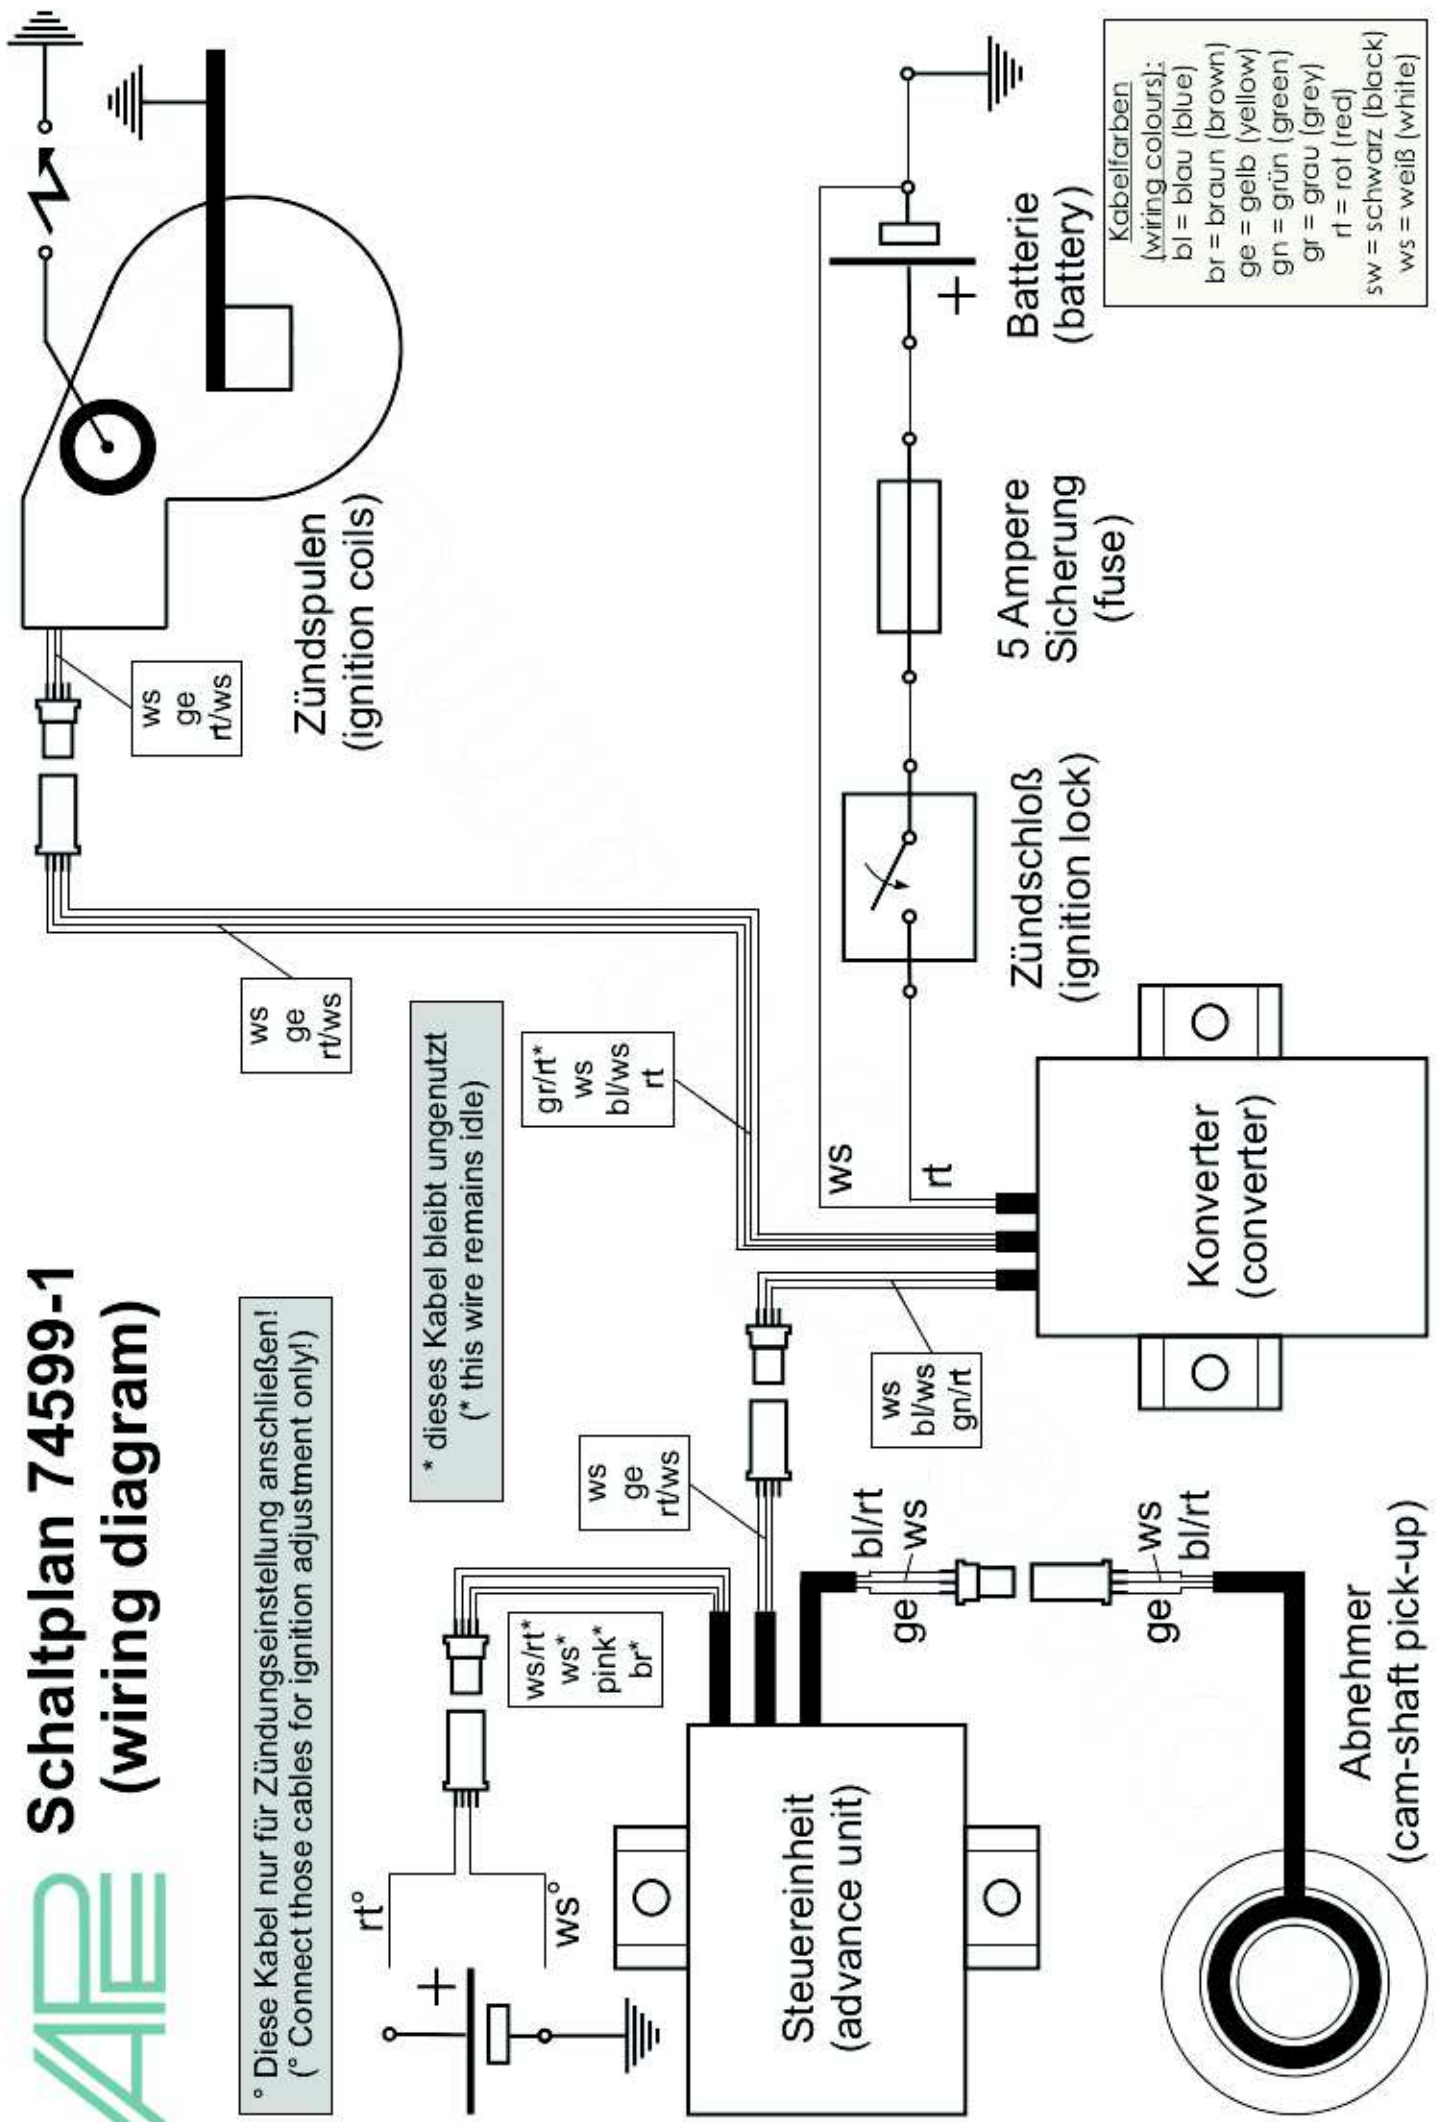 APE
Schaltplan 74599-1
(wiring diagram)
° Diese Kabel nur für Zündungseinstellung anschließen!
(° Connect those cables for ignition adjustment only!)
* dieses Kabel bleibt ungenutzt
(* this wire remains idle)
ws
ge
rt/ws
ws
ge
rt/ws
Zündspulen
(ignition coils)
rt°
+
ws°
ws/rt*
ws*
pink*
br*
ws
ge
rt/ws
gr/rt*
ws
bl/ws
rt
Steuereinheit
(advance unit)
bl/rt
ws
ge
ws
bl/ws
gn/rt
ws
rt
Zündschloß
(ignition lock)
5 Ampere
Sicherung
(fuse)
+
Batterie
(battery)
ge
ws
bl/rt
Abnehmer
(cam-shaft pick-up)
Konverter
(converter)
Kabelfarben
(wiring colours):
bl = blau (blue)
br = braun (brown)
ge = gelb (yellow)
gn = grün (green)
gr = grau (grey)
rt = rot (red)
sw = schwarz (black)
ws = weiß (white)